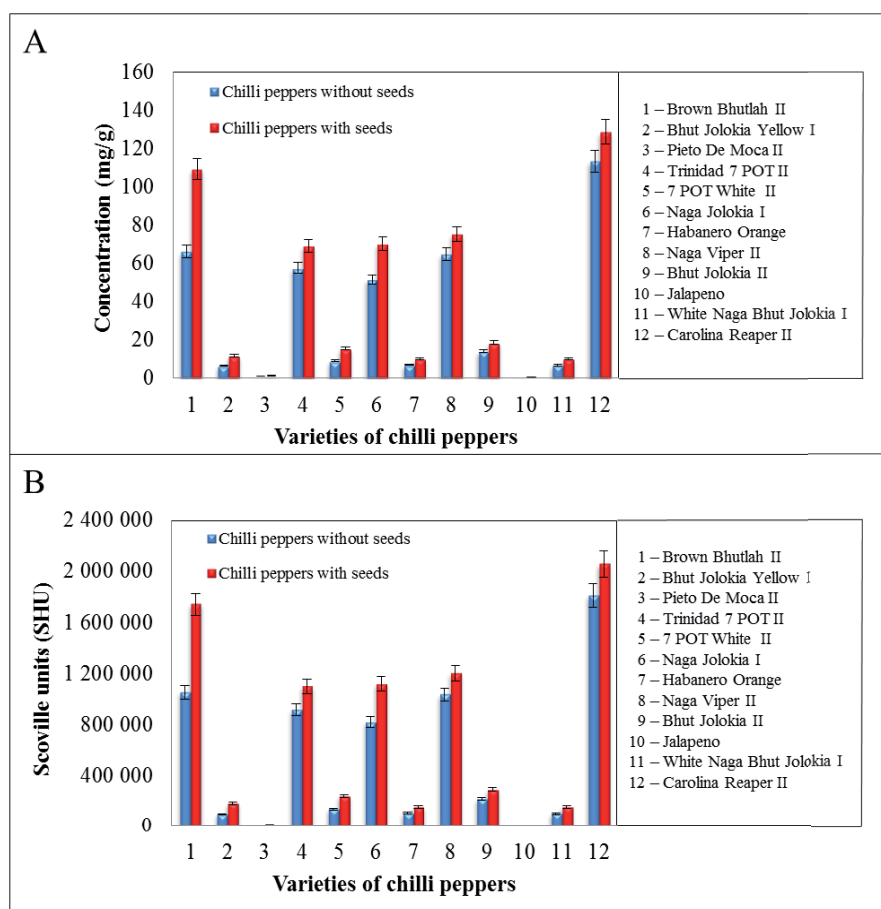 A
Concentration (mg/g)
160
140
120
100
80
60
40
20
0
Chilli peppers without seeds
Chilli peppers with seeds
1 2 3 4 5 6 7 8 9 10 11 12
Varieties of chilli peppers
1 – Brown Bhutlah II
2 – Bhut Jolokia Yellow I
3 – Pieto De Moca II
4 – Trinidad 7 POT II
5 – 7 POT White II
6 – Naga Jolokia I
7 – Habanero Orange
8 – Naga Viper II
9 – Bhut Jolokia II
10 – Jalapeno
11 – White Naga Bhut Jolokia I
12 – Carolina Reaper II
B
Scoville units (SHU)
2 400 000
2 000 000
1 600 000
1 200 000
800 000
400 000
0
Chilli peppers without seeds
Chilli peppers with seeds
1 2 3 4 5 6 7 8 9 10 11 12
Varieties of chilli peppers
1 – Brown Bhutlah II
2 – Bhut Jolokia Yellow I
3 – Pieto De Moca II
4 – Trinidad 7 POT II
5 – 7 POT White II
6 – Naga Jolokia I
7 – Habanero Orange
8 – Naga Viper II
9 – Bhut Jolokia II
10 – Jalapeno
11 – White Naga Bhut Jolokia I
12 – Carolina Reaper II